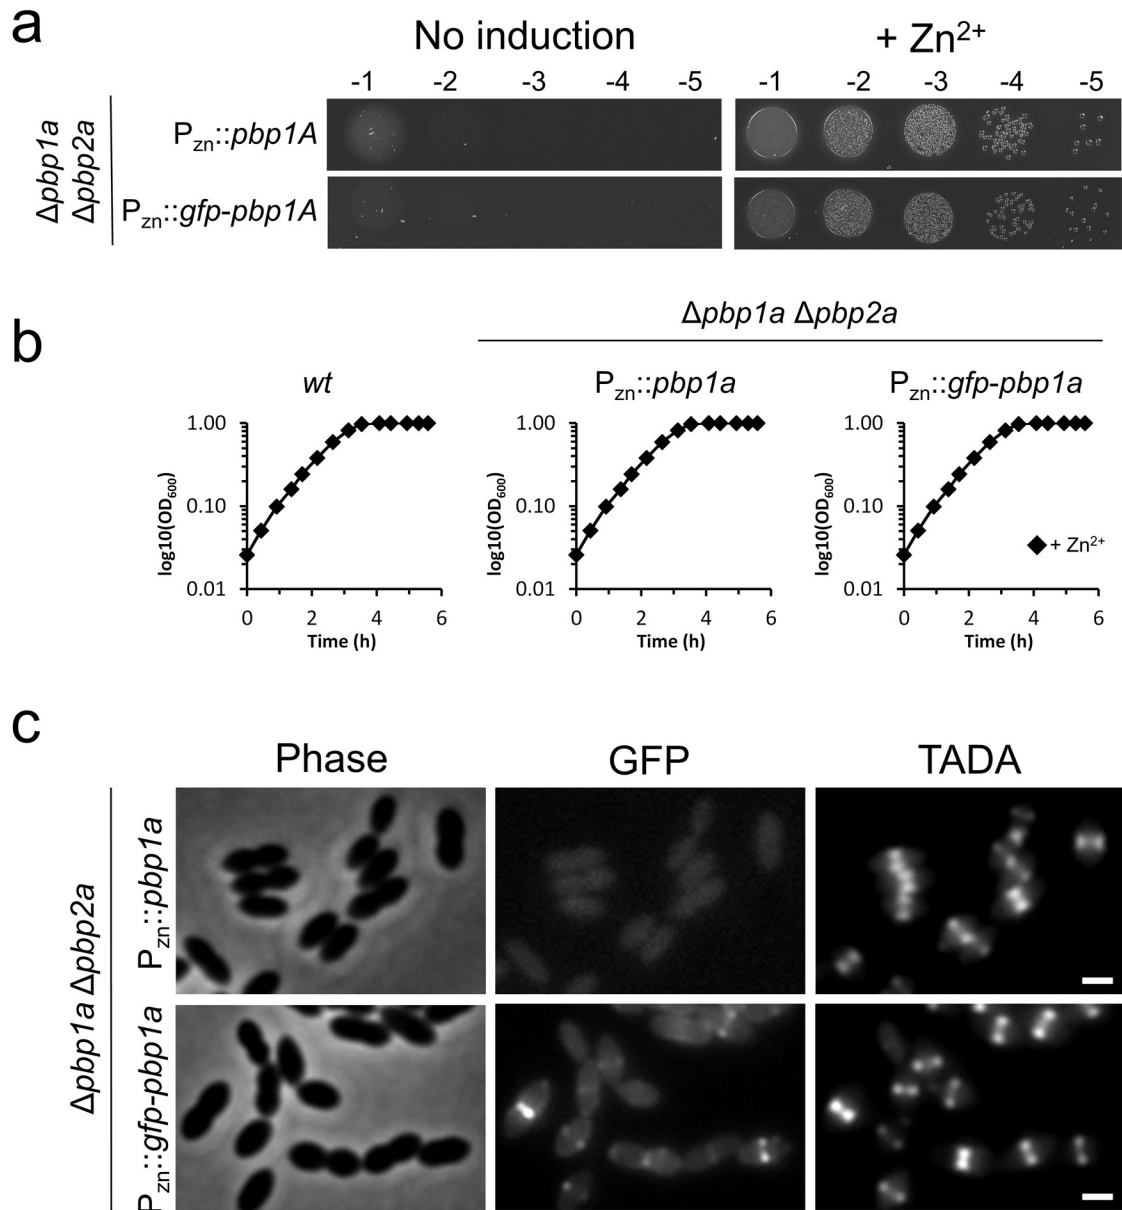 a
No induction
+ Zn²⁺
-1 -2 -3 -4 -5 -1 -2 -3 -4 -5
Δpbp1a
Δpbp2a
Pzn::pbp1A
Pzn::gfp-pbp1A
b
Δpbp1a Δpbp2a
wt
Pzn::pbp1a
Pzn::gfp-pbp1a
log10(OD₆₀₀)
1.00
0.10
0.01
0 2 4 6
Time (h)
log10(OD₆₀₀)
1.00
0.10
0.01
0 2 4 6
Time (h)
log10(OD₆₀₀)
1.00
0.10
0.01
0 2 4 6
Time (h)
+ Zn²⁺
c
Phase
GFP
TADA
Δpbp1a Δpbp2a
Pzn::pbp1a
Pzn::gfp-pbp1a